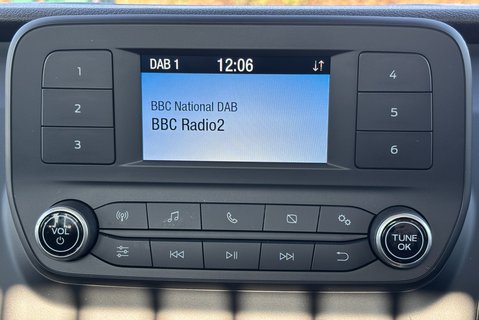 DAB 1 12:06
1
2
3
BBC National DAB
BBC Radio2
4
5
6
VOL
TUNE
OK